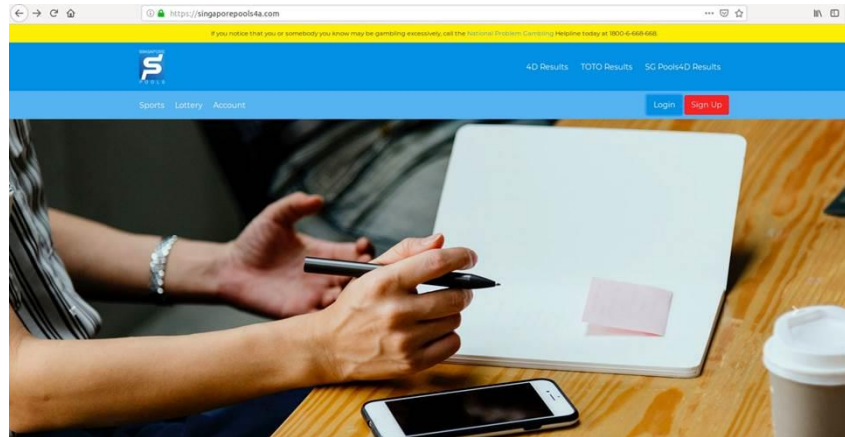 https://singaporepools4a.com
If you notice that you or somebody you know may be gambling excessively, call the National Problem Gambling Helpline today at 1800-6-668-668.
SINGAPORE
POOLS
4D Results TOTO Results SG Pools4D Results
Sports Lottery Account
Login Sign Up